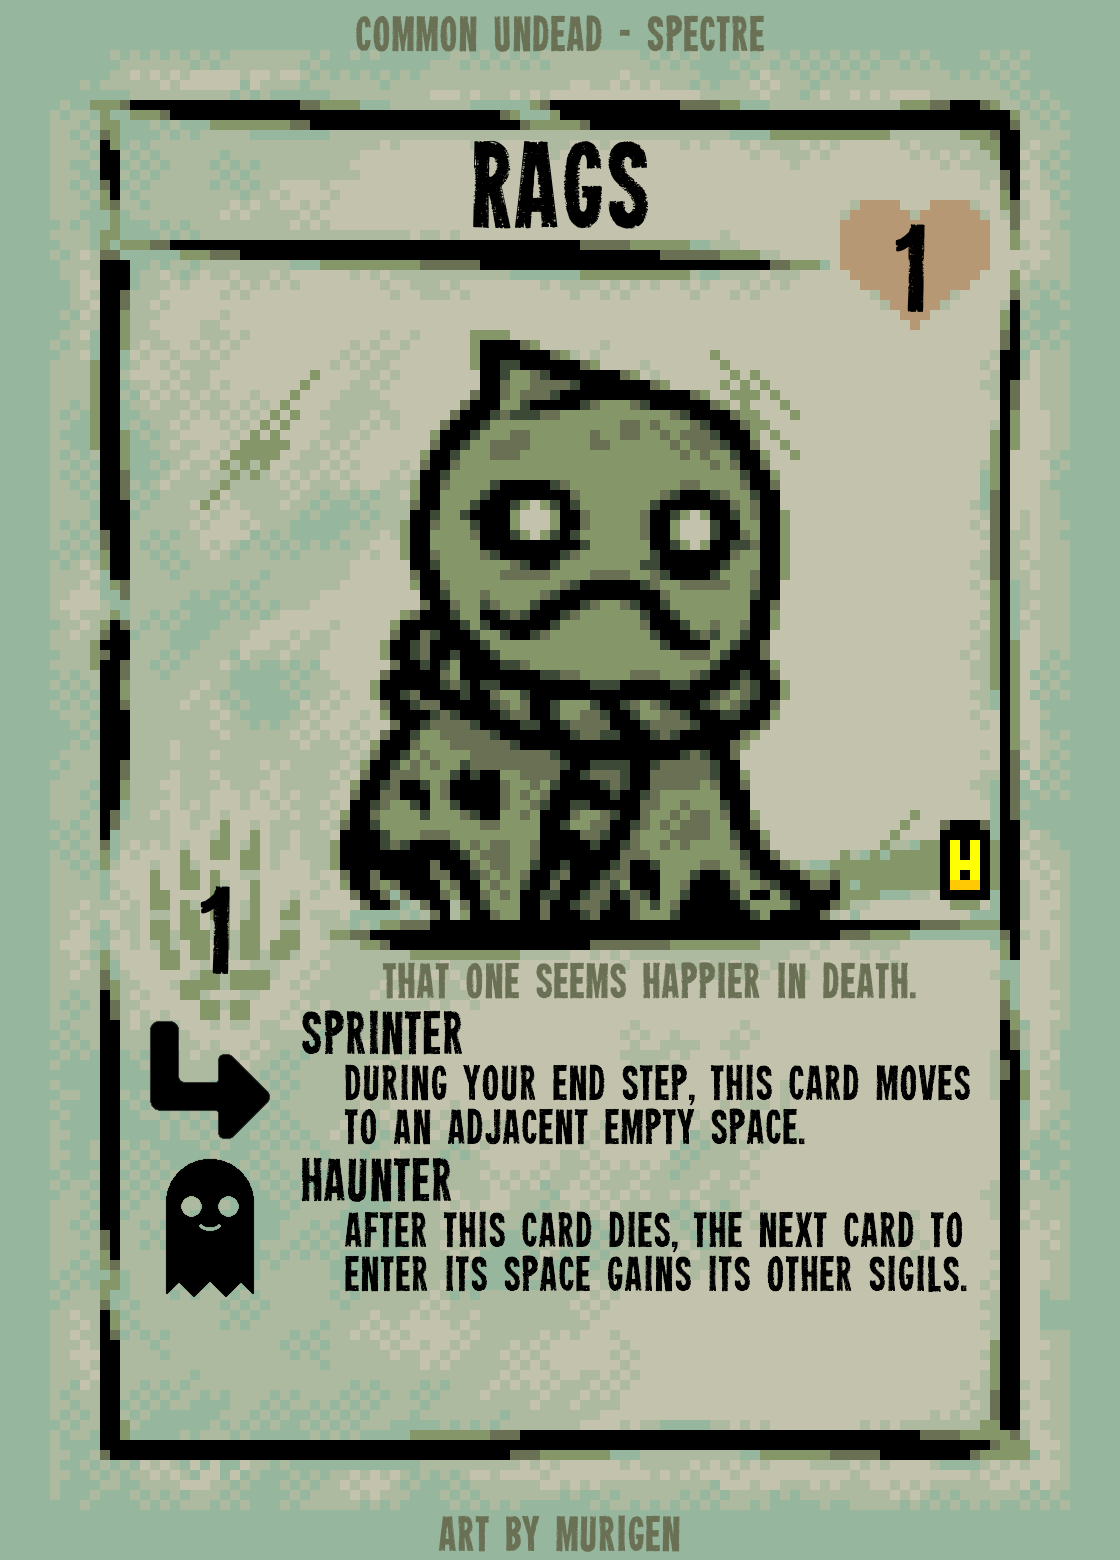 COMMON UNDEAD - SPECTRE
RAGS
1
1
THAT ONE SEEMS HAPPIER IN DEATH.
SPRINTER
DURING YOUR END STEP, THIS CARD MOVES
TO AN ADJACENT EMPTY SPACE.
HAUNTER
AFTER THIS CARD DIES, THE NEXT CARD TO
ENTER ITS SPACE GAINS ITS OTHER SIGILS.
ART BY MURIGEN